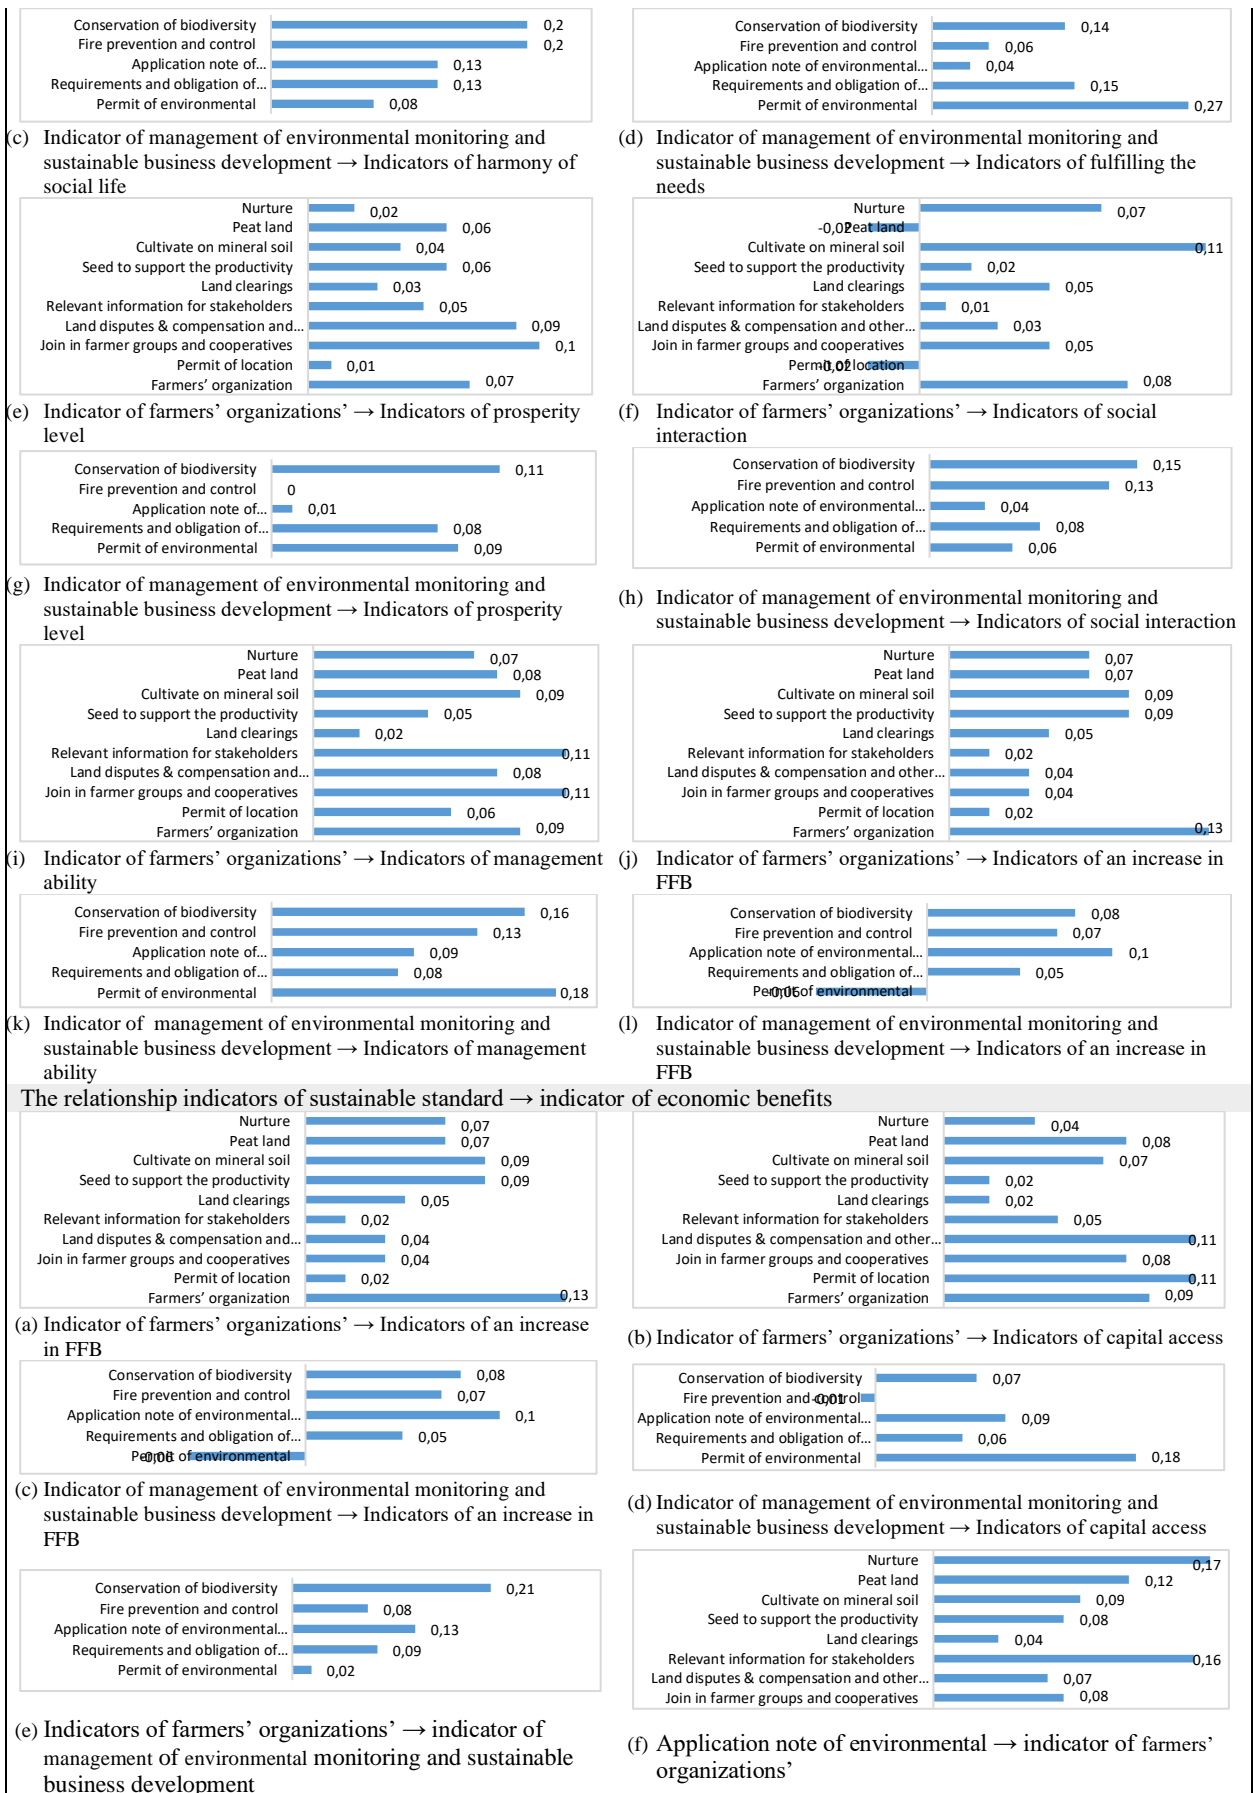 Conservation of biodiversity 0,2
Fire prevention and control 0,2
Application note of... 0,13
Requirements and obligation of... 0,13
Permit of environmental 0,08
(c) Indicator of management of environmental monitoring and
sustainable business development → Indicators of harmony of
social life
Conservation of biodiversity 0,14
Fire prevention and control 0,06
Application note of environmental... 0,04
Requirements and obligation of... 0,15
Permit of environmental 0,27
(d) Indicator of management of environmental monitoring and
sustainable business development → Indicators of fulfilling the
needs
Nurture 0,02
Peat land 0,06
Cultivate on mineral soil 0,04
Seed to support the productivity 0,06
Land clearings 0,03
Relevant information for stakeholders 0,05
Land disputes & compensation and... 0,09
Join in farmer groups and cooperatives 0,1
Permit of location 0,01
Farmers’ organization 0,07
(e) Indicator of farmers’ organizations’ → Indicators of prosperity
level
Nurture 0,07
Peat land -0,02
Cultivate on mineral soil 0,11
Seed to support the productivity 0,02
Land clearings 0,05
Relevant information for stakeholders 0,01
Land disputes & compensation and other... 0,03
Join in farmer groups and cooperatives 0,05
Permit of location -0,02
Farmers’ organization 0,08
(f) Indicator of farmers’ organizations’ → Indicators of social
interaction
Conservation of biodiversity 0,11
Fire prevention and control 0
Application note of... 0,01
Requirements and obligation of... 0,08
Permit of environmental 0,09
(g) Indicator of management of environmental monitoring and
sustainable business development → Indicators of prosperity
level
Conservation of biodiversity 0,15
Fire prevention and control 0,13
Application note of environmental... 0,04
Requirements and obligation of... 0,08
Permit of environmental 0,06
(h) Indicator of management of environmental monitoring and
sustainable business development → Indicators of social interaction
Nurture 0,07
Peat land 0,08
Cultivate on mineral soil 0,09
Seed to support the productivity 0,05
Land clearings 0,02
Relevant information for stakeholders 0,11
Land disputes & compensation and... 0,08
Join in farmer groups and cooperatives 0,11
Permit of location 0,06
Farmers’ organization 0,09
(i) Indicator of farmers’ organizations’ → Indicators of management
ability
Nurture 0,07
Peat land 0,07
Cultivate on mineral soil 0,09
Seed to support the productivity 0,09
Land clearings 0,05
Relevant information for stakeholders 0,02
Land disputes & compensation and other... 0,04
Join in farmer groups and cooperatives 0,04
Permit of location 0,02
Farmers’ organization 0,13
(j) Indicator of farmers’ organizations’ → Indicators of an increase in
FFB
Conservation of biodiversity 0,16
Fire prevention and control 0,13
Application note of... 0,09
Requirements and obligation of... 0,08
Permit of environmental 0,18
(k) Indicator of management of environmental monitoring and
sustainable business development → Indicators of management
ability
Conservation of biodiversity 0,08
Fire prevention and control 0,07
Application note of environmental... 0,1
Requirements and obligation of... 0,05
Permit of environmental -0,06
(l) Indicator of management of environmental monitoring and
sustainable business development → Indicators of an increase in
FFB
The relationship indicators of sustainable standard → indicator of economic benefits
Nurture 0,07
Peat land 0,07
Cultivate on mineral soil 0,09
Seed to support the productivity 0,09
Land clearings 0,05
Relevant information for stakeholders 0,02
Land disputes & compensation and... 0,04
Join in farmer groups and cooperatives 0,04
Permit of location 0,02
Farmers’ organization 0,13
(a) Indicator of farmers’ organizations’ → Indicators of an increase
in FFB
Nurture 0,04
Peat land 0,08
Cultivate on mineral soil 0,07
Seed to support the productivity 0,02
Land clearings 0,02
Relevant information for stakeholders 0,05
Land disputes & compensation and other... 0,11
Join in farmer groups and cooperatives 0,08
Permit of location 0,11
Farmers’ organization 0,09
(b) Indicator of farmers’ organizations’ → Indicators of capital access
Conservation of biodiversity 0,08
Fire prevention and control 0,07
Application note of environmental... 0,1
Requirements and obligation of... 0,05
Permit of environmental -0,06
(c) Indicator of management of environmental monitoring and
sustainable business development → Indicators of an increase in
FFB
Conservation of biodiversity 0,07
Fire prevention and control -0,01
Application note of environmental... 0,09
Requirements and obligation of... 0,06
Permit of environmental 0,18
(d) Indicator of management of environmental monitoring and
sustainable business development → Indicators of capital access
Conservation of biodiversity 0,21
Fire prevention and control 0,08
Application note of environmental... 0,13
Requirements and obligation of... 0,09
Permit of environmental 0,02
(e) Indicators of farmers’ organizations’ → indicator of
management of environmental monitoring and sustainable
business development
Nurture 0,17
Peat land 0,12
Cultivate on mineral soil 0,09
Seed to support the productivity 0,08
Land clearings 0,04
Relevant information for stakeholders 0,16
Land disputes & compensation and other... 0,07
Join in farmer groups and cooperatives 0,08
(f) Application note of environmental → indicator of farmers’
organizations’